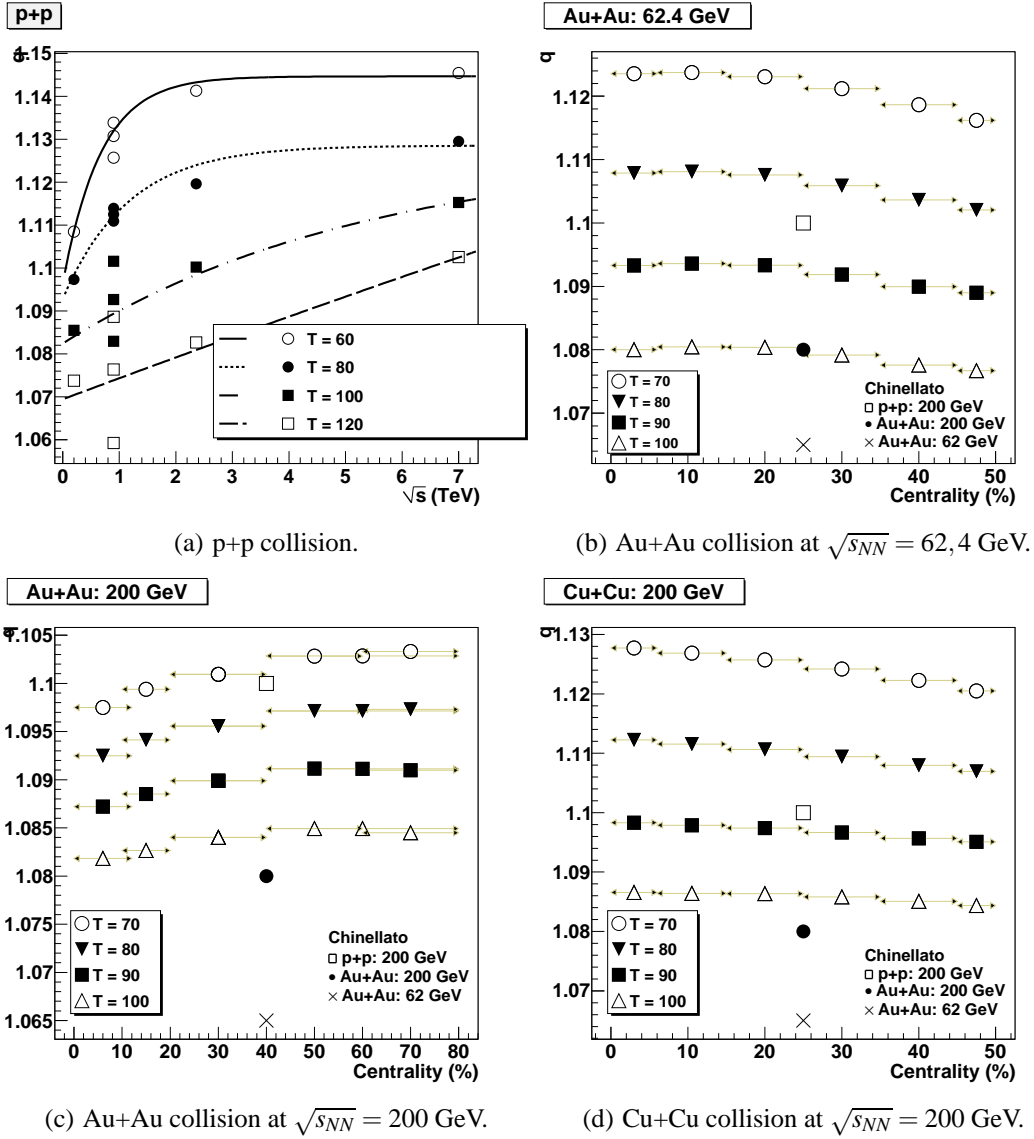 p+p
q
1.15
1.14
1.13
1.12
1.11
1.1
1.09
1.08
1.07
1.06
T = 60
T = 80
T = 100
T = 120
0 1 2 3 4 5 6 7
√s (TeV)
(a) p+p collision.
Au+Au: 62.4 GeV
q
1.12
1.11
1.1
1.09
1.08
1.07
T = 70
T = 80
T = 90
T = 100
Chinellato
p+p: 200 GeV
Au+Au: 200 GeV
Au+Au: 62 GeV
0 10 20 30 40 50
Centrality (%)
(b) Au+Au collision at √sNN = 62,4 GeV.
Au+Au: 200 GeV
q
1.105
1.1
1.095
1.09
1.085
1.08
1.075
1.07
1.065
T = 70
T = 80
T = 90
T = 100
Chinellato
p+p: 200 GeV
Au+Au: 200 GeV
Au+Au: 62 GeV
0 10 20 30 40 50 60 70 80
Centrality (%)
(c) Au+Au collision at √sNN = 200 GeV.
Cu+Cu: 200 GeV
q
1.13
1.12
1.11
1.1
1.09
1.08
1.07
T = 70
T = 80
T = 90
T = 100
Chinellato
p+p: 200 GeV
Au+Au: 200 GeV
Au+Au: 62 GeV
0 10 20 30 40 50
Centrality (%)
(d) Cu+Cu collision at √sNN = 200 GeV.